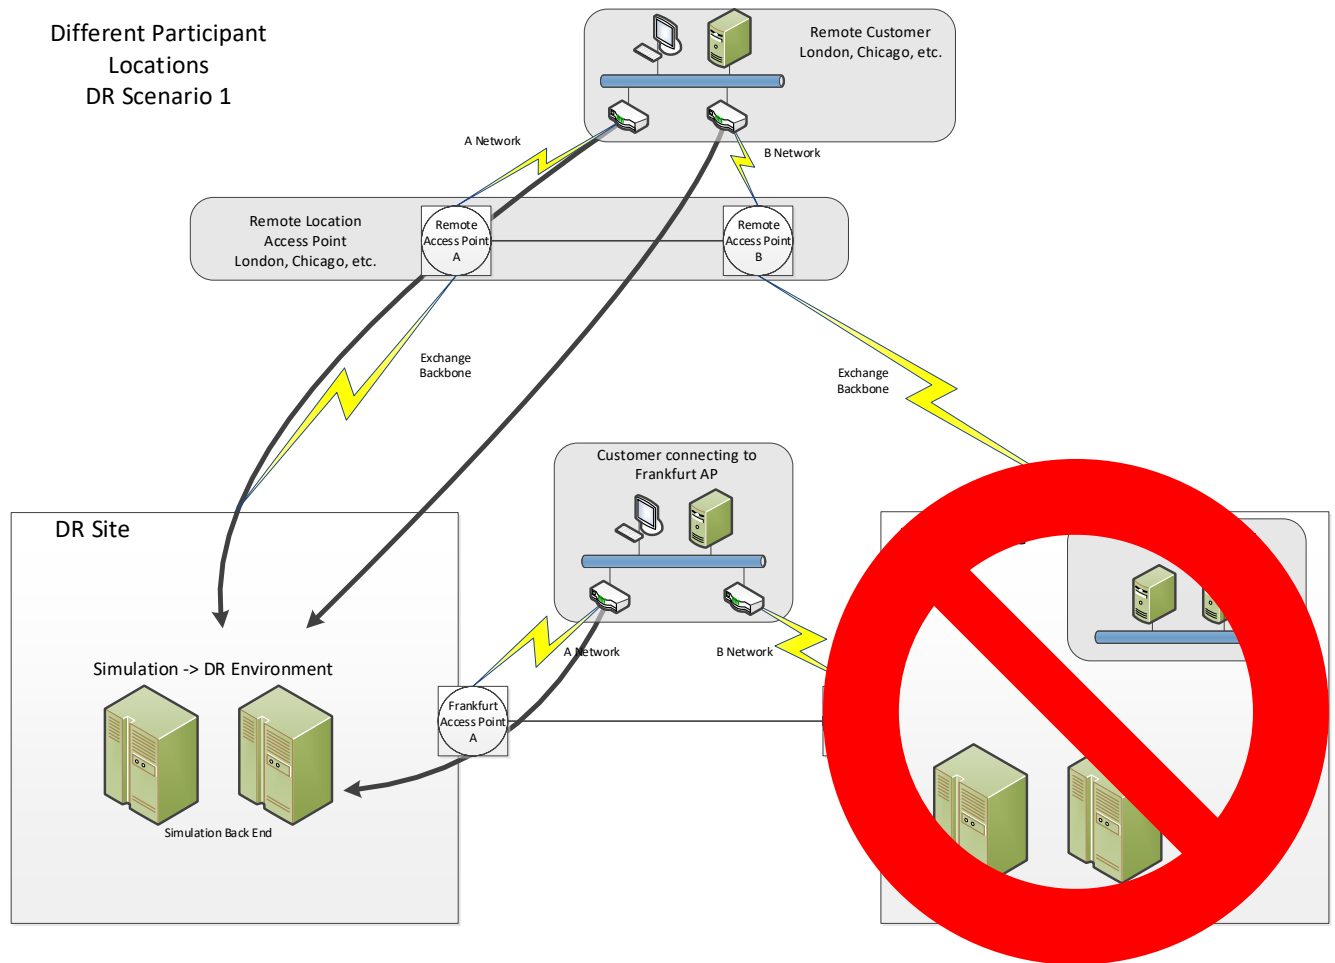 Different Participant
Locations
DR Scenario 1
Remote Customer
London, Chicago, etc.
A Network
B Network
Remote Location
Access Point
London, Chicago, etc.
Remote
Access Point
A
Remote
Access Point
B
Exchange
Backbone
Exchange
Backbone
Customer connecting to
Frankfurt AP
DR Site
A Network
B Network
Simulation -> DR Environment
Frankfurt
Access Point
A
Simulation Back End